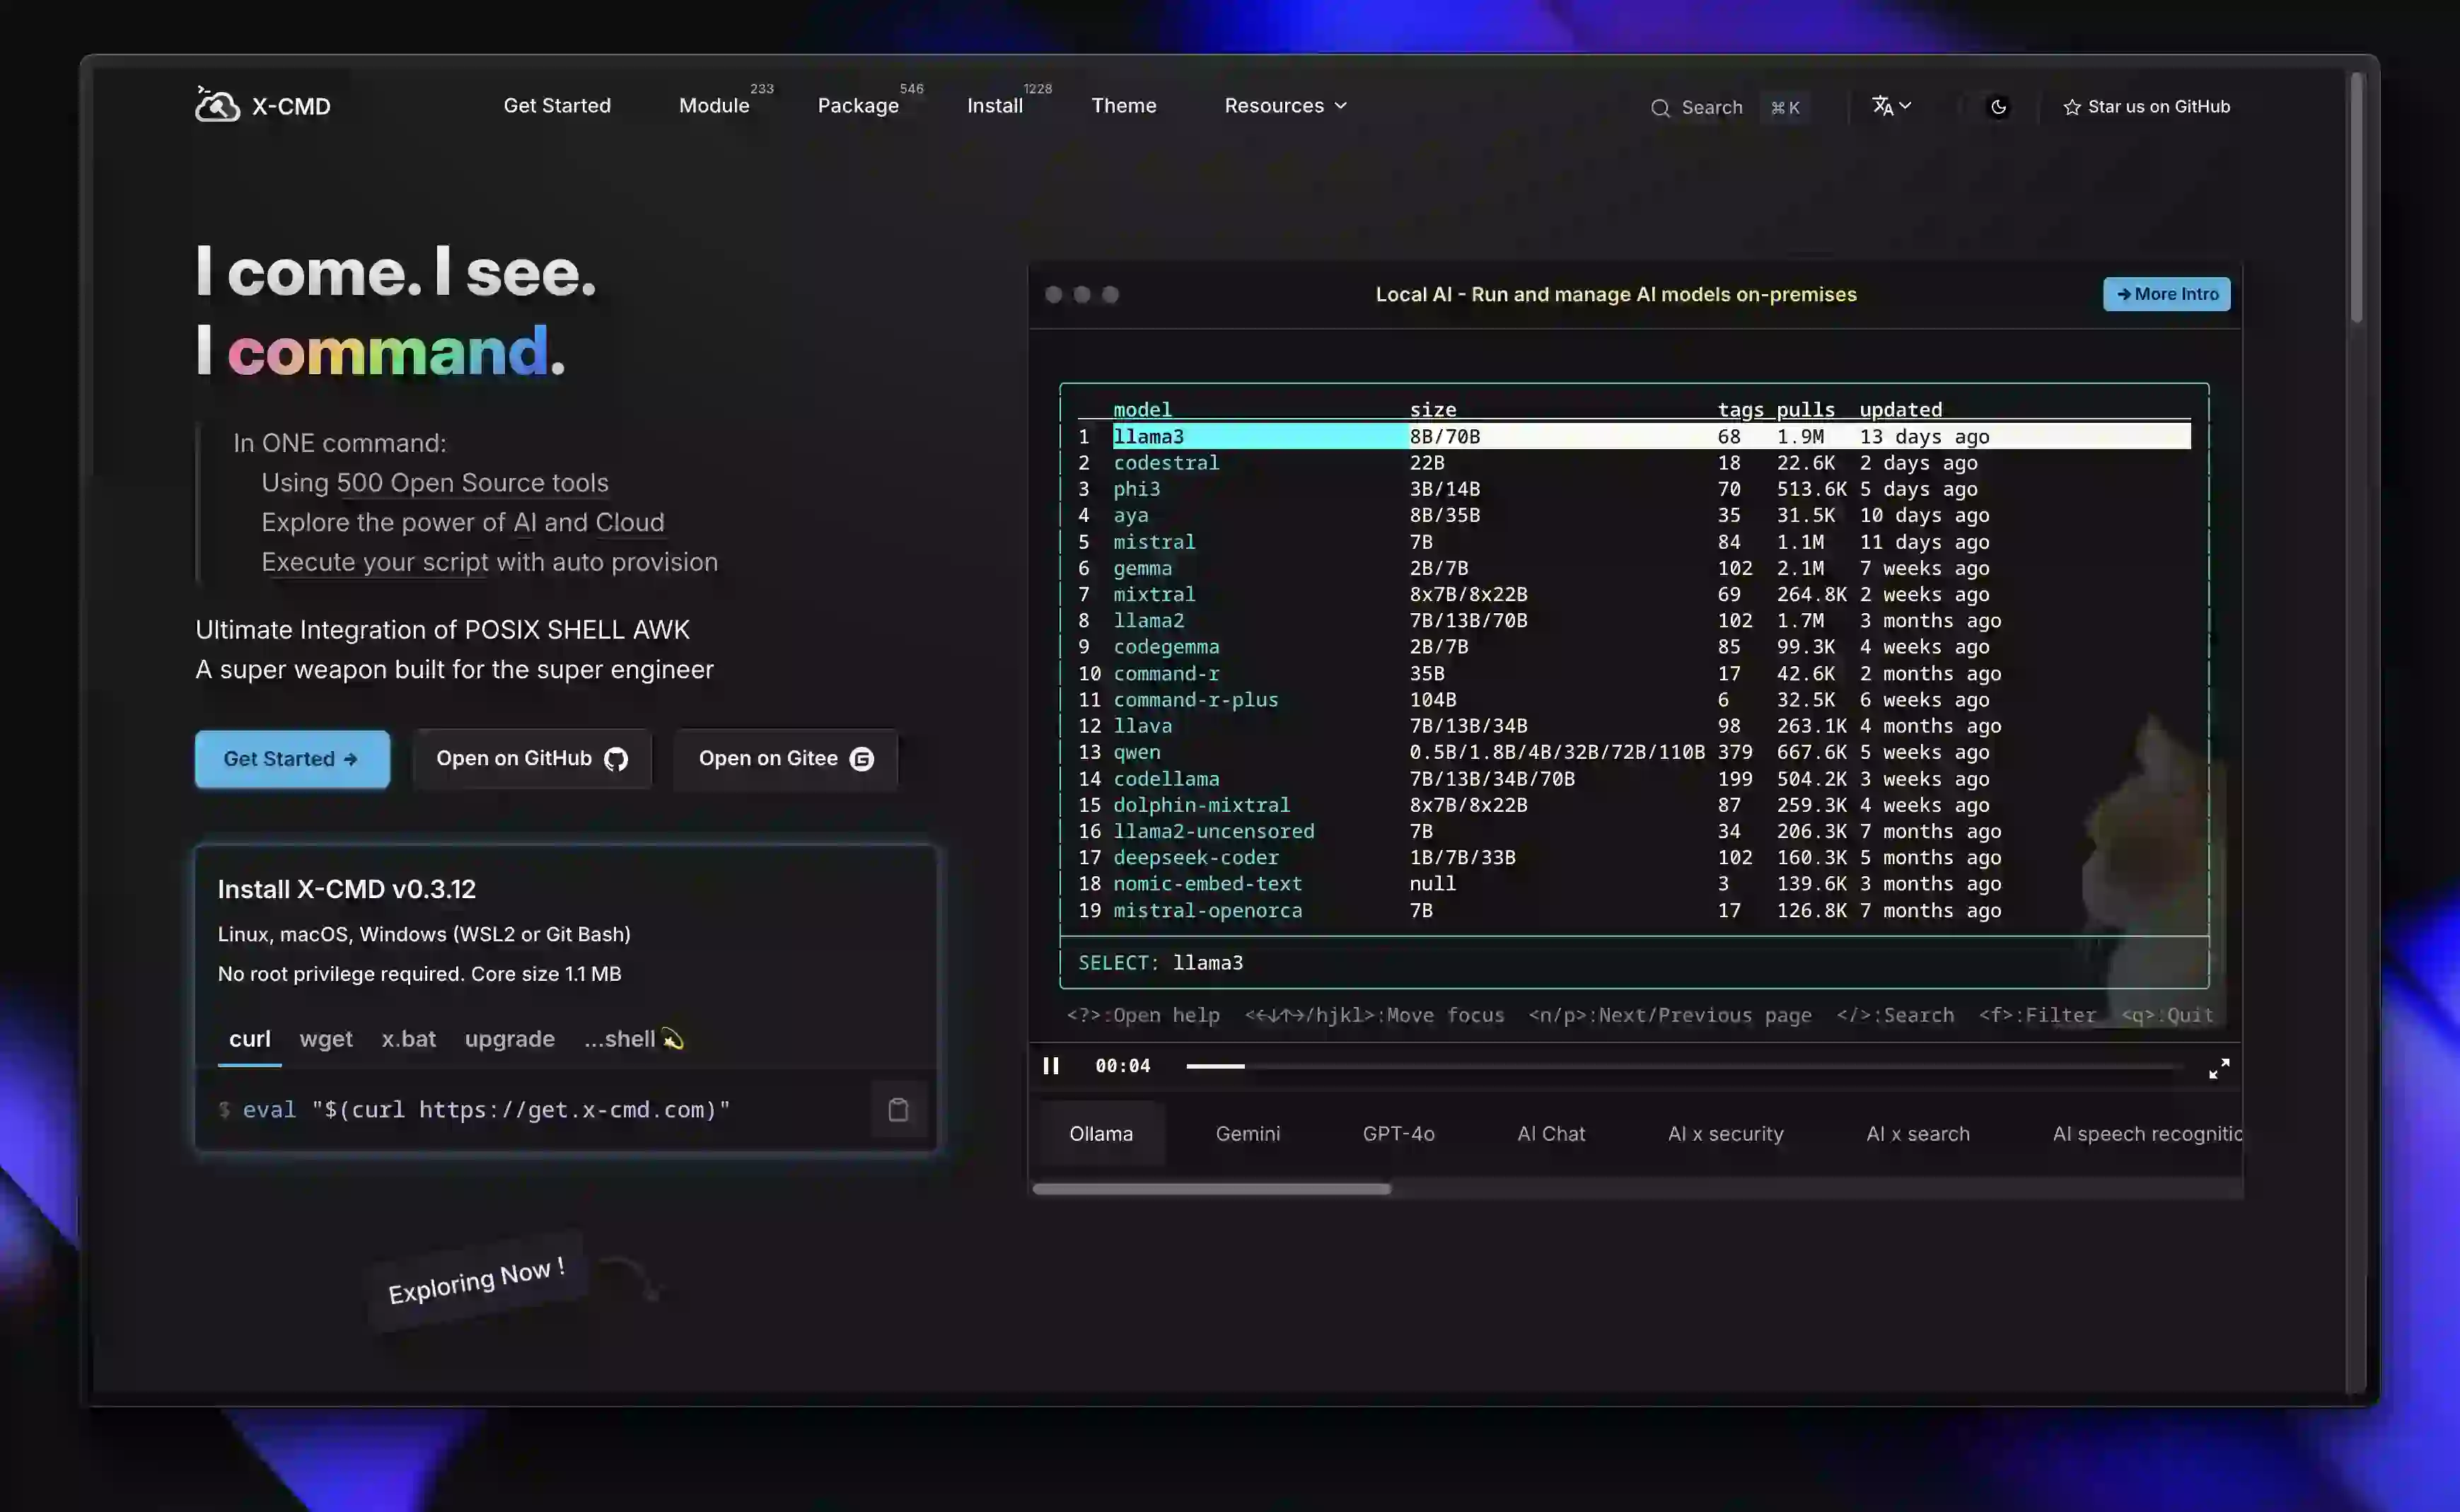 X-CMD
Get Started
Module 233
Package 546
Install 1228
Theme
Resources
Search ⌘ K
Star us on GitHub
I come. I see.
I command.
In ONE command:
Using 500 Open Source tools
Explore the power of AI and Cloud
Execute your script with auto provision
Ultimate Integration of POSIX SHELL AWK
A super weapon built for the super engineer
Get Started →
Open on GitHub
Open on Gitee
Install X-CMD v0.3.12
Linux, macOS, Windows (WSL2 or Git Bash)
No root privilege required. Core size 1.1 MB
curl wget x.bat upgrade ...shell
$ eval "$(curl https://get.x-cmd.com)"
Exploring Now !
Local AI - Run and manage AI models on-premises
→ More Intro
model size tags pulls updated
1 llama3 8B/70B 68 1.9M 13 days ago
2 codestral 22B 18 22.6K 2 days ago
3 phi3 3B/14B 70 513.6K 5 days ago
4 aya 8B/35B 35 31.5K 10 days ago
5 mistral 7B 84 1.1M 11 days ago
6 gemma 2B/7B 102 2.1M 7 weeks ago
7 mixtral 8x7B/8x22B 69 264.8K 2 weeks ago
8 llama2 7B/13B/70B 102 1.7M 3 months ago
9 codegemma 2B/7B 85 99.3K 4 weeks ago
10 command-r 35B 17 42.6K 2 months ago
11 command-r-plus 104B 6 32.5K 6 weeks ago
12 llava 7B/13B/34B 98 263.1K 4 months ago
13 qwen 0.5B/1.8B/4B/32B/72B/110B 379 667.6K 5 weeks ago
14 codellama 7B/13B/34B/70B 199 504.2K 3 weeks ago
15 dolphin-mixtral 8x7B/8x22B 87 259.3K 4 weeks ago
16 llama2-uncensored 7B 34 206.3K 7 months ago
17 deepseek-coder 1B/7B/33B 102 160.3K 5 months ago
18 nomic-embed-text null 3 139.6K 3 months ago
19 mistral-openorca 7B 17 126.8K 7 months ago
SELECT: llama3
<?>:Open help <←↓↑→/hjkl>:Move focus <n/p>:Next/Previous page </>:Search <f>:Filter <q>:Quit
00:04
Ollama
Gemini
GPT-4o
AI Chat
AI x security
AI x search
AI speech recognitio